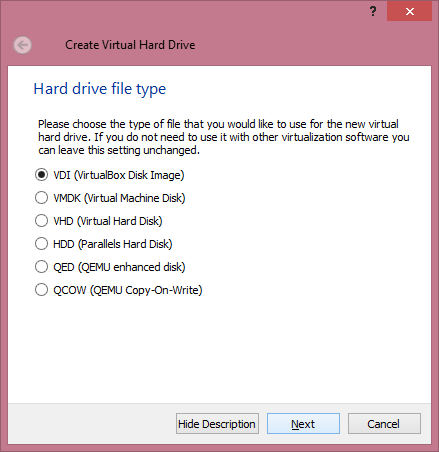 ?
Create Virtual Hard Drive
Hard drive file type
Please choose the type of file that you would like to use for the new virtual
hard drive. If you do not need to use it with other virtualization software you
can leave this setting unchanged.
VDI (VirtualBox Disk Image)
VMDK (Virtual Machine Disk)
VHD (Virtual Hard Disk)
HDD (Parallels Hard Disk)
QED (QEMU enhanced disk)
QCOW (QEMU Copy-On-Write)
Hide Description Next Cancel